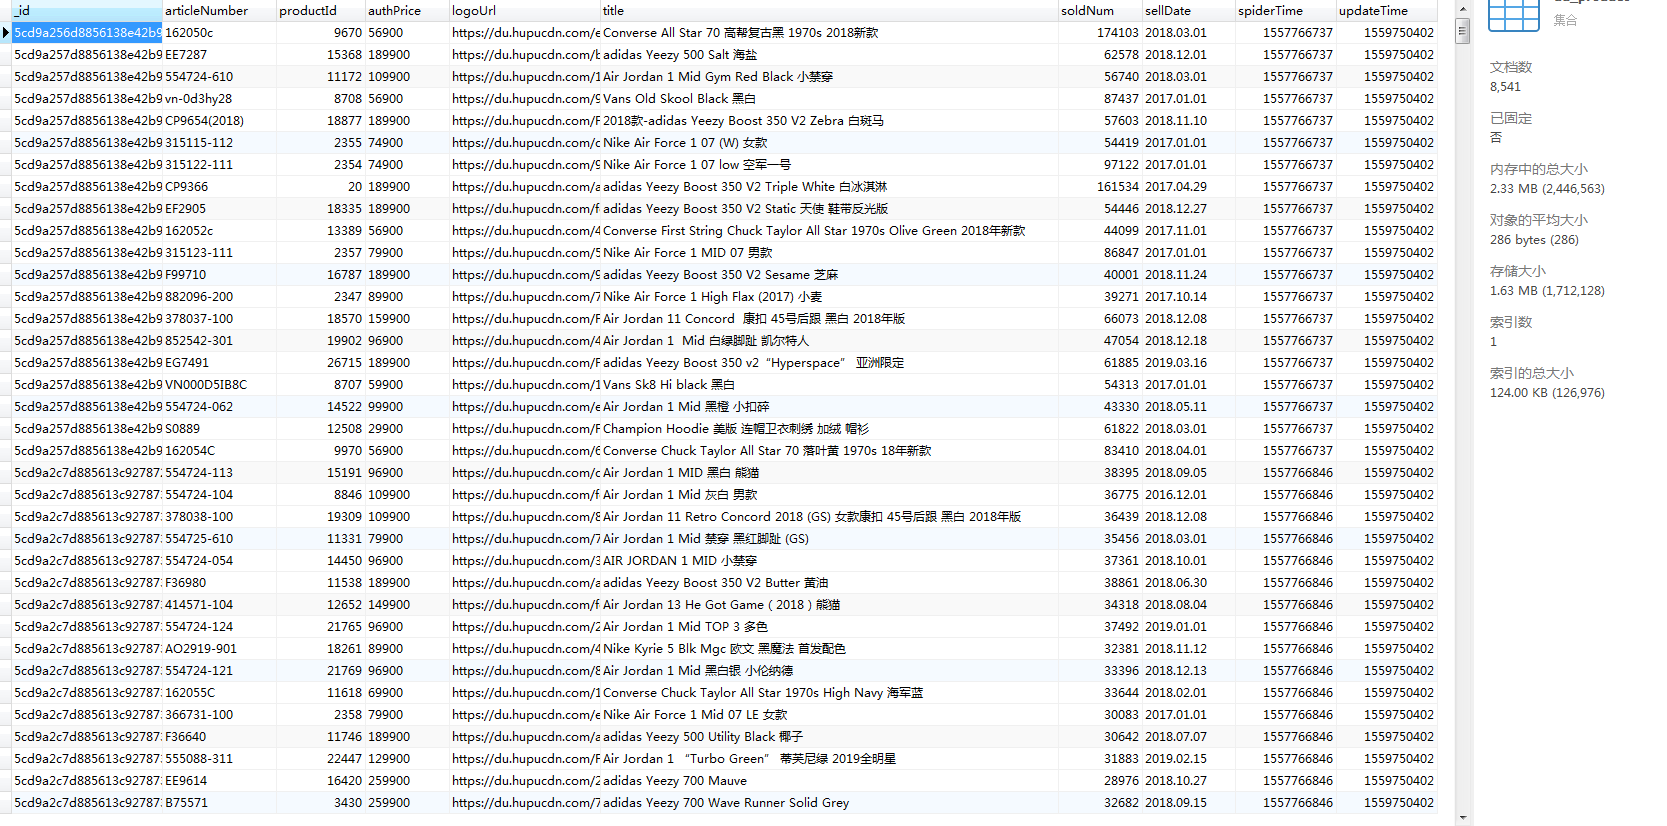 _id articleNumber productId authPrice logoUrl title soldNum sellDate spiderTime updateTime
5cd9a256d8856138e42b9 162050c 9670 56900 https://du.hupucdn.com/e Converse All Star 70 高帮复古黑 1970s 2018新款 174103 2018.03.01 1557766737 1559750402
5cd9a257d8856138e42b9 EE7287 15368 189900 https://du.hupucdn.com/b adidas Yeezy 500 Salt 海盐 62578 2018.12.01 1557766737 1559750402
5cd9a257d8856138e42b9 554724-610 11172 109900 https://du.hupucdn.com/1 Air Jordan 1 Mid Gym Red Black 小禁穿 56740 2018.03.01 1557766737 1559750402
5cd9a257d8856138e42b9 vn-0d3hy28 8708 56900 https://du.hupucdn.com/9 Vans Old Skool Black 黑白 87437 2017.01.01 1557766737 1559750402
5cd9a257d8856138e42b9 CP9654(2018) 18877 189900 https://du.hupucdn.com/F 2018款-adidas Yeezy Boost 350 V2 Zebra 白斑马 57603 2018.11.10 1557766737 1559750402
5cd9a257d8856138e42b9 315115-112 2355 74900 https://du.hupucdn.com/c Nike Air Force 1 07 (W) 女款 54419 2017.01.01 1557766737 1559750402
5cd9a257d8856138e42b9 315122-111 2354 74900 https://du.hupucdn.com/9 Nike Air Force 1 07 low 空军一号 97122 2017.01.01 1557766737 1559750402
5cd9a257d8856138e42b9 CP9366 20 189900 https://du.hupucdn.com/a adidas Yeezy Boost 350 V2 Triple White 白冰淇淋 161534 2017.04.29 1557766737 1559750402
5cd9a257d8856138e42b9 EF2905 18335 189900 https://du.hupucdn.com/f adidas Yeezy Boost 350 V2 Static 天使 鞋带反光版 54446 2018.12.27 1557766737 1559750402
5cd9a257d8856138e42b9 162052c 13389 56900 https://du.hupucdn.com/4 Converse First String Chuck Taylor All Star 1970s Olive Green 2018年新款 44099 2017.11.01 1557766737 1559750402
5cd9a257d8856138e42b9 315123-111 2357 79900 https://du.hupucdn.com/5 Nike Air Force 1 MID 07 男款 86847 2017.01.01 1557766737 1559750402
5cd9a257d8856138e42b9 F99710 16787 189900 https://du.hupucdn.com/9 adidas Yeezy Boost 350 V2 Sesame 芝麻 40001 2018.11.24 1557766737 1559750402
5cd9a257d8856138e42b9 882096-200 2347 89900 https://du.hupucdn.com/7 Nike Air Force 1 High Flax (2017) 小麦 39271 2017.10.14 1557766737 1559750402
5cd9a257d8856138e42b9 378037-100 18570 159900 https://du.hupucdn.com/F Air Jordan 11 Concord 康扣 45号后跟 黑白 2018年版 66073 2018.12.08 1557766737 1559750402
5cd9a257d8856138e42b9 852542-301 19902 96900 https://du.hupucdn.com/4 Air Jordan 1 Mid 白绿脚趾 凯尔特人 47054 2018.12.18 1557766737 1559750402
5cd9a257d8856138e42b9 EG7491 26715 189900 https://du.hupucdn.com/F adidas Yeezy Boost 350 v2“Hyperspace” 亚洲限定 61885 2019.03.16 1557766737 1559750402
5cd9a257d8856138e42b9 VN000D5IB8C 8707 59900 https://du.hupucdn.com/1 Vans Sk8 Hi black 黑白 54313 2017.01.01 1557766737 1559750402
5cd9a257d8856138e42b9 554724-062 14522 99900 https://du.hupucdn.com/e Air Jordan 1 Mid 黑橙 小扣碎 43330 2018.05.11 1557766737 1559750402
5cd9a257d8856138e42b9 S0889 12508 29900 https://du.hupucdn.com/F Champion Hoodie 美版 连帽卫衣刺绣 加绒 帽衫 61822 2018.03.01 1557766737 1559750402
5cd9a257d8856138e42b9 162054C 9970 56900 https://du.hupucdn.com/6 Converse Chuck Taylor All Star 70 落叶黄 1970s 18年新款 83410 2018.04.01 1557766737 1559750402
5cd9a2c7d885613c92787 554724-113 15191 96900 https://du.hupucdn.com/c Air Jordan 1 MID 黑白 熊猫 38395 2018.09.05 1557766846 1559750402
5cd9a2c7d885613c92787 554724-104 8846 109900 https://du.hupucdn.com/f Air Jordan 1 Mid 灰白 男款 36775 2016.12.01 1557766846 1559750402
5cd9a2c7d885613c92787 378038-100 19309 109900 https://du.hupucdn.com/8 Air Jordan 11 Retro Concord 2018 (GS) 女款康扣 45号后跟 黑白 2018年版 36439 2018.12.08 1557766846 1559750402
5cd9a2c7d885613c92787 554725-610 11331 79900 https://du.hupucdn.com/a Air Jordan 1 Mid 禁穿 黑红脚趾 (GS) 35456 2018.03.01 1557766846 1559750402
5cd9a2c7d885613c92787 554724-054 14450 96900 https://du.hupucdn.com/3 AIR JORDAN 1 MID 小禁穿 37361 2018.10.01 1557766846 1559750402
5cd9a2c7d885613c92787 F36980 11538 189900 https://du.hupucdn.com/a adidas Yeezy Boost 350 V2 Butter 黄油 38861 2018.06.30 1557766846 1559750402
5cd9a2c7d885613c92787 414571-104 12652 149900 https://du.hupucdn.com/f Air Jordan 13 He Got Game ( 2018 ) 熊猫 34318 2018.08.04 1557766846 1559750402
5cd9a2c7d885613c92787 554724-124 21765 96900 https://du.hupucdn.com/2 Air Jordan 1 Mid TOP 3 多色 37492 2019.01.01 1557766846 1559750402
5cd9a2c7d885613c92787 AO2919-901 18261 89900 https://du.hupucdn.com/4 Nike Kyrie 5 Blk Mgc 欧文 黑魔法 首发配色 32381 2018.11.12 1557766846 1559750402
5cd9a2c7d885613c92787 554724-121 21769 96900 https://du.hupucdn.com/8 Air Jordan 1 Mid 黑白银 小伦纳德 33396 2018.12.13 1557766846 1559750402
5cd9a2c7d885613c92787 162055C 11618 69900 https://du.hupucdn.com/1 Converse Chuck Taylor All Star 1970s High Navy 海军蓝 33644 2018.02.01 1557766846 1559750402
5cd9a2c7d885613c92787 366731-100 2358 79900 https://du.hupucdn.com/a Nike Air Force 1 Mid 07 LE 女款 30083 2017.01.01 1557766846 1559750402
5cd9a2c7d885613c92787 F36640 11746 189900 https://du.hupucdn.com/a adidas Yeezy 500 Utility Black 椰子 30642 2018.07.07 1557766846 1559750402
5cd9a2c7d885613c92787 555088-311 22447 129900 https://du.hupucdn.com/F Air Jordan 1 “Turbo Green” 蒂芙尼绿 2019全明星 31883 2019.02.15 1557766846 1559750402
5cd9a2c7d885613c92787 EE9614 16420 259900 https://du.hupucdn.com/2 adidas Yeezy 700 Mauve 28976 2018.10.27 1557766846 1559750402
5cd9a2c7d885613c92787 B75571 3430 259900 https://du.hupucdn.com/7 adidas Yeezy 700 Wave Runner Solid Grey 32682 2018.09.15 1557766846 1559750402
集合
文档数
8,541
已固定
否
内存中的总大小
2.33 MB (2,446,563)
对象的平均大小
286 bytes (286)
存储大小
1.63 MB (1,712,128)
索引数
1
索引的总大小
124.00 KB (126,976)